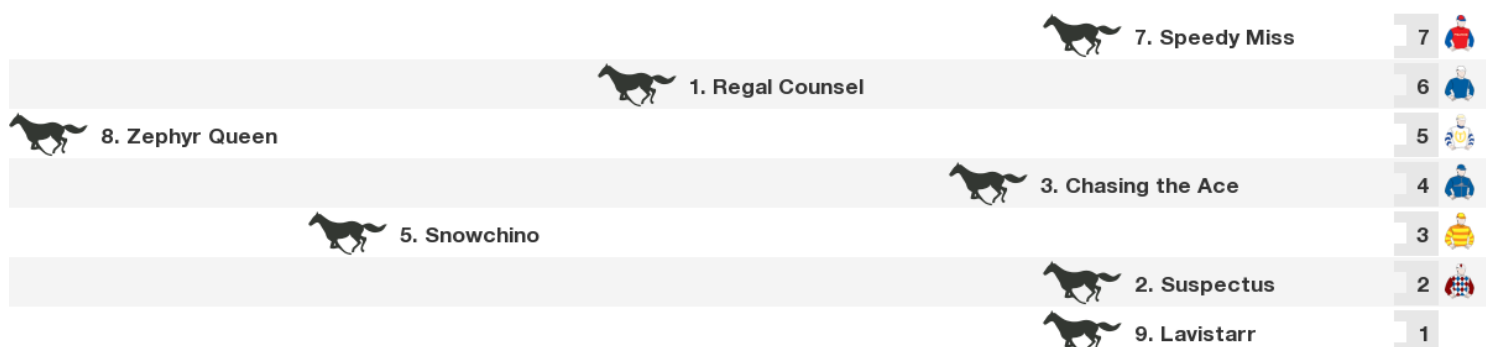 7. Speedy Miss 7
1. Regal Counsel 6
8. Zephyr Queen 5
3. Chasing the Ace 4
5. Snowchino 3
2. Suspectus 2
9. Lavistarr 1